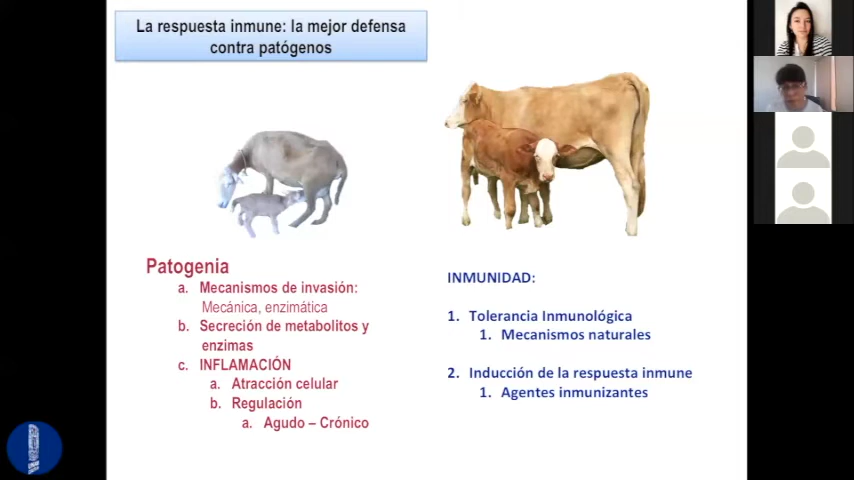 La respuesta inmune: la mejor defensa
contra patógenos
Patogenia
a. Mecanismos de invasión:
Mecánica, enzimática
b. Secreción de metabolitos y
enzimas
c. INFLAMACIÓN
a. Atracción celular
b. Regulación
a. Agudo – Crónico
INMUNIDAD:
1. Tolerancia Inmunológica
1. Mecanismos naturales
2. Inducción de la respuesta inmune
1. Agentes inmunizantes